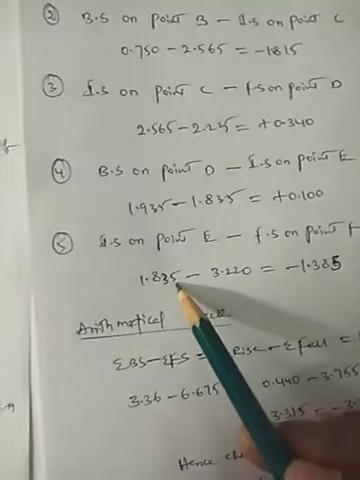 ② B.S on point B - I.S on point C
0.750 - 2.565 = -1.815
③ I.S on point C - f.S on point D
2.565 - 2.225 = +0.340
④ B.S on point D - I.S on point E
1.935 - 1.835 = +0.100
⑤ I.S on point E - f.S on point F
1.835 - 3.220 = -1.385
Arithmetical
ΣBS - ΣFS = Rise - Σfall =
3.36 - 6.675 0.440 - 3.755
3.315 = -3.
Hence